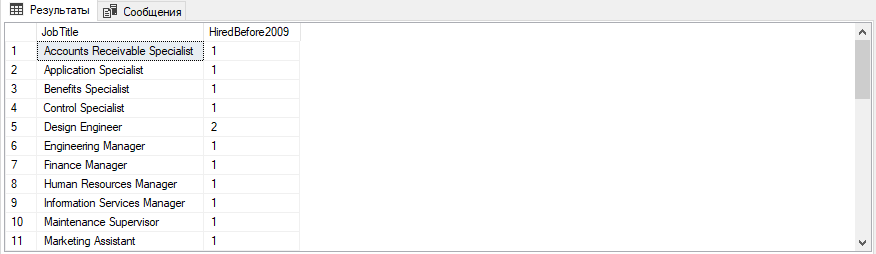 Результаты Сообщения
JobTitle HiredBefore2009
1 Accounts Receivable Specialist 1
2 Application Specialist 1
3 Benefits Specialist 1
4 Control Specialist 1
5 Design Engineer 2
6 Engineering Manager 1
7 Finance Manager 1
8 Human Resources Manager 1
9 Information Services Manager 1
10 Maintenance Supervisor 1
11 Marketing Assistant 1